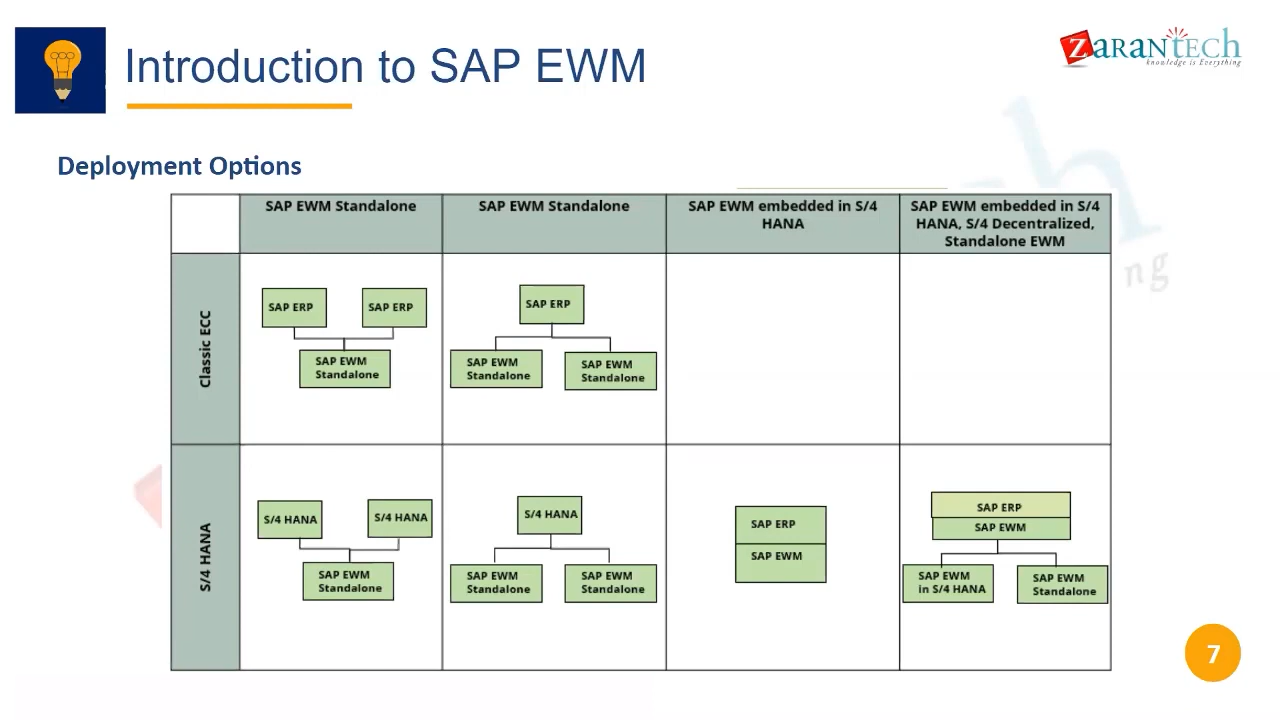 Introduction to SAP EWM
ZaranTech
knowledge is Everything
Deployment Options
SAP EWM Standalone
SAP EWM Standalone
SAP EWM embedded in S/4
HANA
SAP EWM embedded in S/4
HANA, S/4 Decentralized,
Standalone EWM
Classic ECC
SAP ERP
SAP ERP
SAP EWM
Standalone
SAP ERP
SAP EWM
Standalone
SAP EWM
Standalone
S/4 HANA
S/4 HANA
S/4 HANA
SAP EWM
Standalone
S/4 HANA
SAP EWM
Standalone
SAP EWM
Standalone
SAP ERP
SAP EWM
SAP ERP
SAP EWM
SAP EWM
in S/4 HANA
SAP EWM
Standalone
7